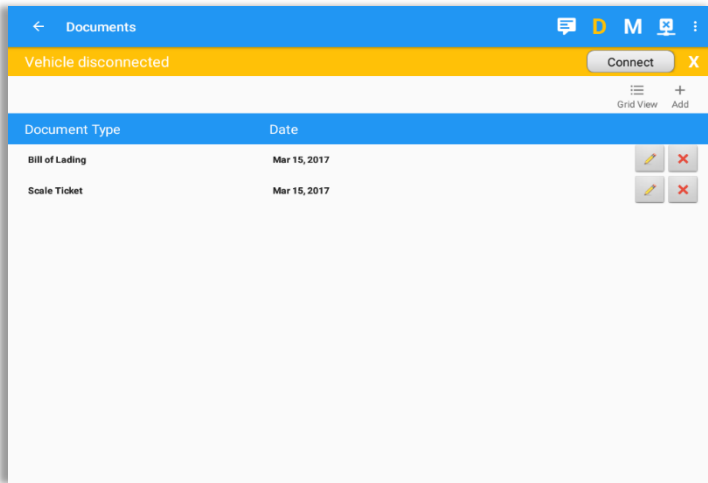 Documents D M
Vehicle disconnected Connect X
Grid View Add
Document Type Date
Bill of Lading Mar 15, 2017
Scale Ticket Mar 15, 2017